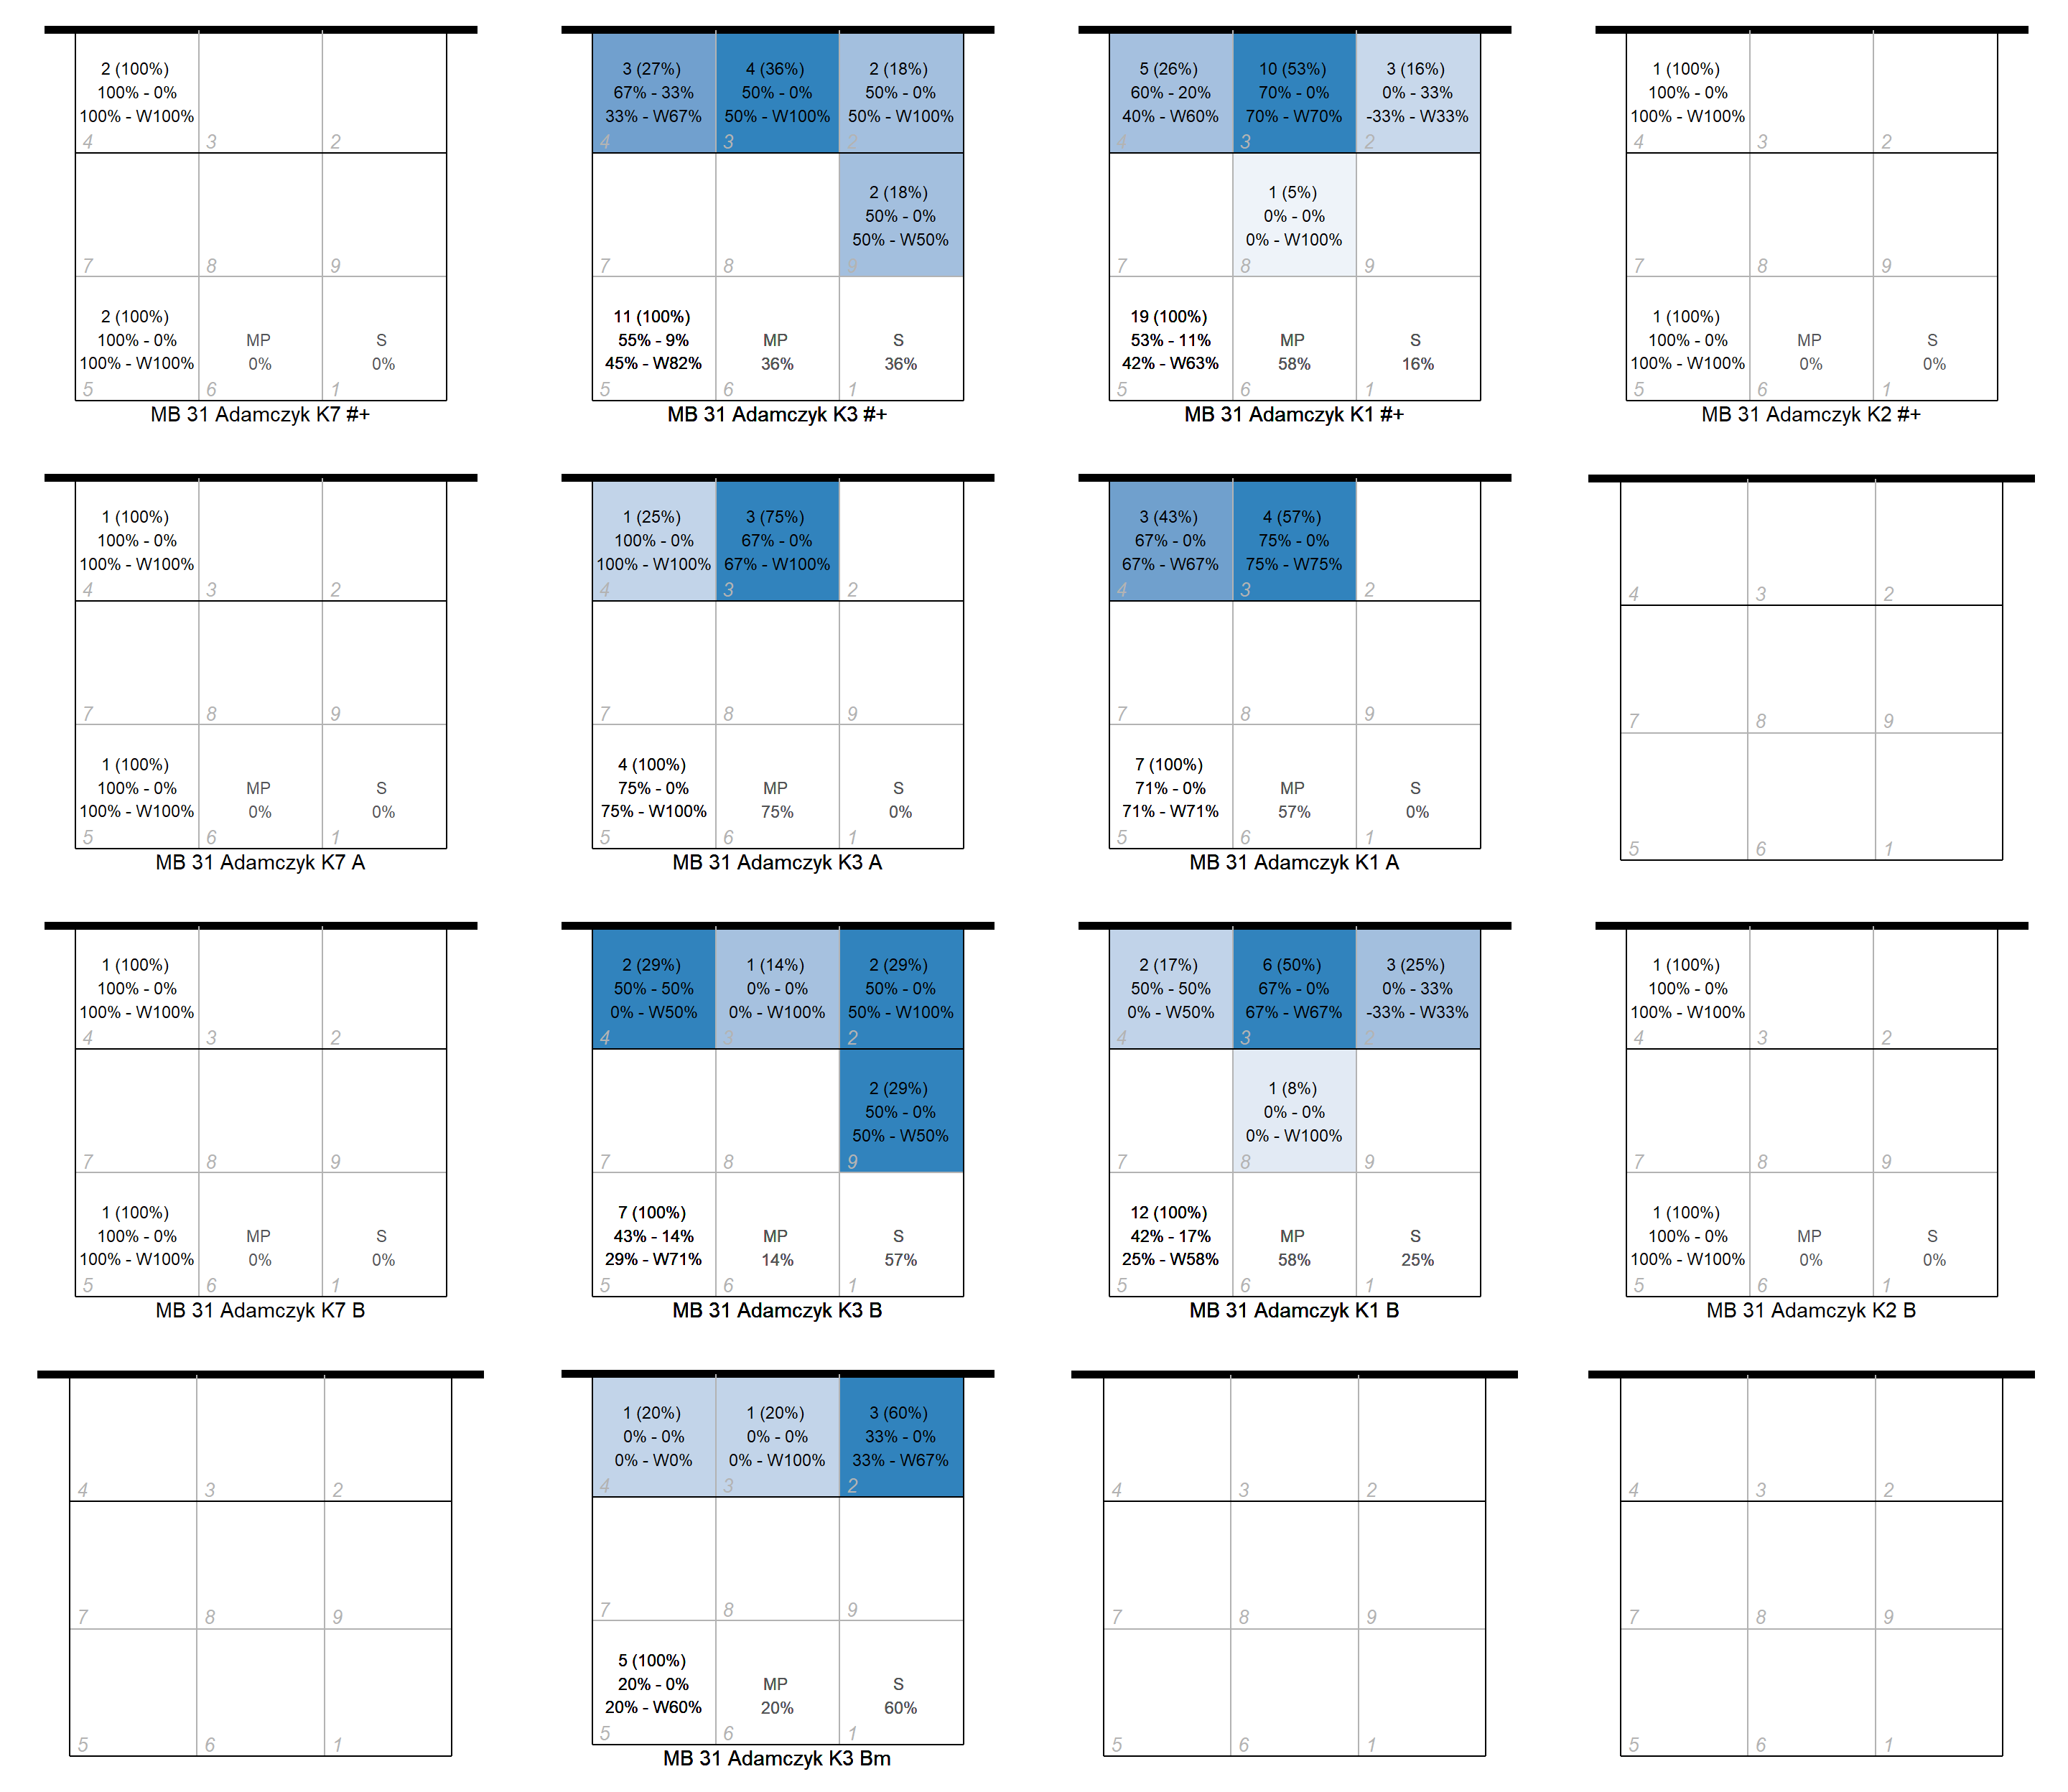 2 (100%)
100% - 0%
100% - W100%
4
3
2
7
8
9
2 (100%)
100% - 0%
100% - W100%
5
MP
0%
6
S
0%
1
MB 31 Adamczyk K7 #+
3 (27%)
67% - 33%
33% - W67%
4
4 (36%)
50% - 0%
50% - W100%
3
2 (18%)
50% - 0%
50% - W100%
2
7
8
2 (18%)
50% - 0%
50% - W50%
9
11 (100%)
55% - 9%
45% - W82%
5
MP
36%
6
S
36%
1
MB 31 Adamczyk K3 #+
5 (26%)
60% - 20%
40% - W60%
4
10 (53%)
70% - 0%
70% - W70%
3
3 (16%)
0% - 33%
-33% - W33%
2
7
1 (5%)
0% - 0%
0% - W100%
8
9
19 (100%)
53% - 11%
42% - W63%
5
MP
58%
6
S
16%
1
MB 31 Adamczyk K1 #+
1 (100%)
100% - 0%
100% - W100%
4
3
2
7
8
9
1 (100%)
100% - 0%
100% - W100%
5
MP
0%
6
S
0%
1
MB 31 Adamczyk K2 #+
1 (100%)
100% - 0%
100% - W100%
4
3
2
7
8
9
1 (100%)
100% - 0%
100% - W100%
5
MP
0%
6
S
0%
1
MB 31 Adamczyk K7 A
1 (25%)
100% - 0%
100% - W100%
4
3 (75%)
67% - 0%
67% - W100%
3
2
7
8
9
4 (100%)
75% - 0%
75% - W100%
5
MP
75%
6
S
0%
1
MB 31 Adamczyk K3 A
3 (43%)
67% - 0%
67% - W67%
4
4 (57%)
75% - 0%
75% - W75%
3
2
7
8
9
7 (100%)
71% - 0%
71% - W71%
5
MP
57%
6
S
0%
1
MB 31 Adamczyk K1 A
4
3
2
7
8
9
5
6
1
1 (100%)
100% - 0%
100% - W100%
4
3
2
7
8
9
1 (100%)
100% - 0%
100% - W100%
5
MP
0%
6
S
0%
1
MB 31 Adamczyk K7 B
2 (29%)
50% - 50%
0% - W50%
4
1 (14%)
0% - 0%
0% - W100%
3
2 (29%)
50% - 0%
50% - W100%
2
7
8
2 (29%)
50% - 0%
50% - W50%
9
7 (100%)
43% - 14%
29% - W71%
5
MP
14%
6
S
57%
1
MB 31 Adamczyk K3 B
2 (17%)
50% - 50%
0% - W50%
4
6 (50%)
67% - 0%
67% - W67%
3
3 (25%)
0% - 33%
-33% - W33%
2
7
1 (8%)
0% - 0%
0% - W100%
8
9
12 (100%)
42% - 17%
25% - W58%
5
MP
58%
6
S
25%
1
MB 31 Adamczyk K1 B
1 (100%)
100% - 0%
100% - W100%
4
3
2
7
8
9
1 (100%)
100% - 0%
100% - W100%
5
MP
0%
6
S
0%
1
MB 31 Adamczyk K2 B
4
3
2
7
8
9
5
6
1
1 (20%)
0% - 0%
0% - W0%
4
1 (20%)
0% - 0%
0% - W100%
3
3 (60%)
33% - 0%
33% - W67%
2
7
8
9
5 (100%)
20% - 0%
20% - W60%
5
MP
20%
6
S
60%
1
MB 31 Adamczyk K3 Bm
4
3
2
7
8
9
5
6
1
4
3
2
7
8
9
5
6
1